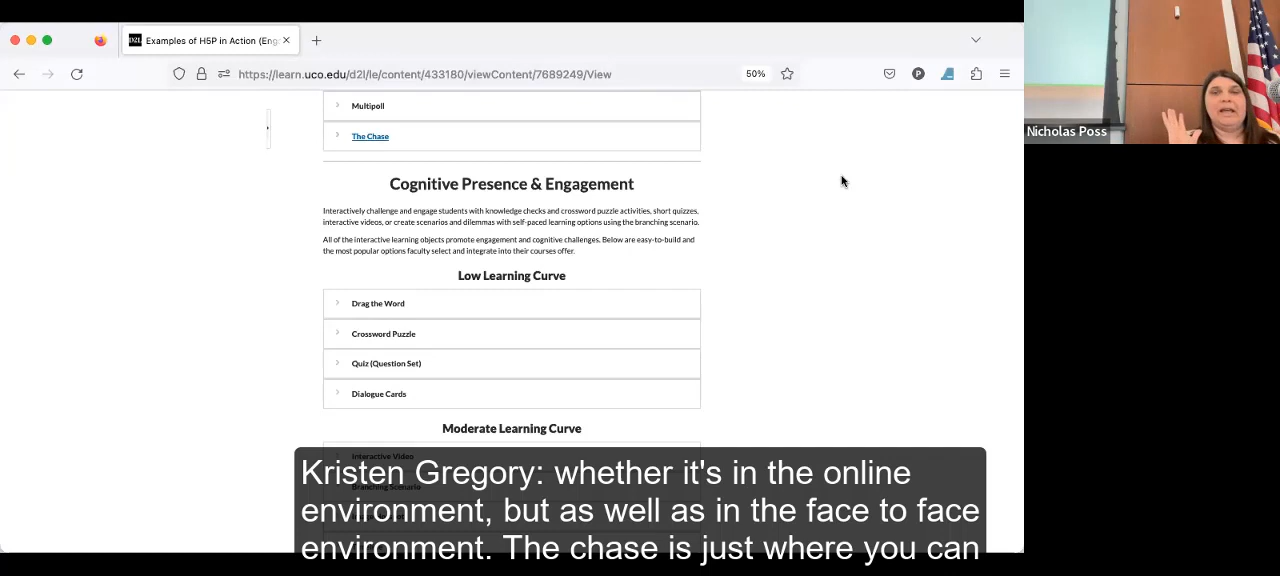 Examples of H5P in Action (Eng
https://learn.uco.edu/d2l/le/content/433180/viewContent/7689249/View
50%
P
Nicholas Poss
Multipoll
The Chase
Cognitive Presence & Engagement
Interactively challenge and engage students with knowledge checks and crossword puzzle activities, short quizzes,
interactive videos, or create scenarios and dilemmas with self-paced learning options using the branching scenario.
All of the interactive learning objects promote engagement and cognitive challenges. Below are easy-to-build and
the most popular options faculty select and integrate into their courses offer.
Low Learning Curve
Drag the Word
Crossword Puzzle
Quiz (Question Set)
Dialogue Cards
Moderate Learning Curve
Interactive Video
Branching Scenario
Kristen Gregory: whether it's in the online
environment, but as well as in the face to face
environment. The chase is just where you can